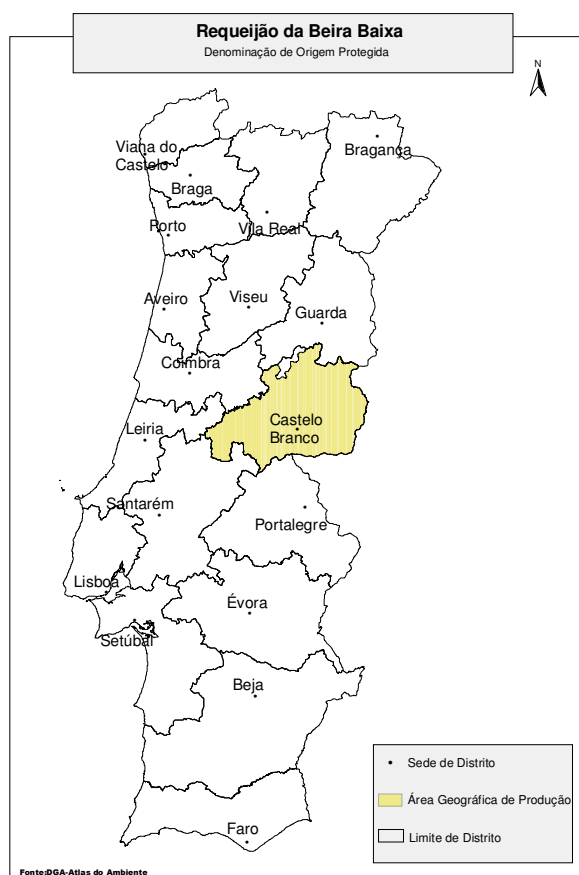 Requeijão da Beira Baixa
Denominação de Origem Protegida
N
Viana do
Castelo
Bragança
Braga
Porto
Vila Real
Aveiro
Viseu
Guarda
Coimbra
Leiria
Castelo
Branco
Santarém
Portalegre
Lisboa
Évora
Setúbal
Beja
Faro
Sede de Distrito
Área Geográfica de Produção
Limite de Distrito
Fonte:DGA-Atlas do Ambiente